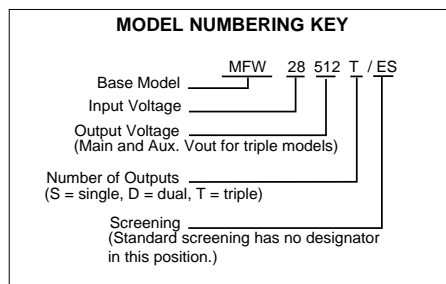 MODEL NUMBERING KEY
MFW 28 512 T / ES
Base Model
Input Voltage
Output Voltage
(Main and Aux. Vout for triple models)
Number of Outputs
(S = single, D = dual, T = triple)
Screening
(Standard screening has no designator
in this position.)